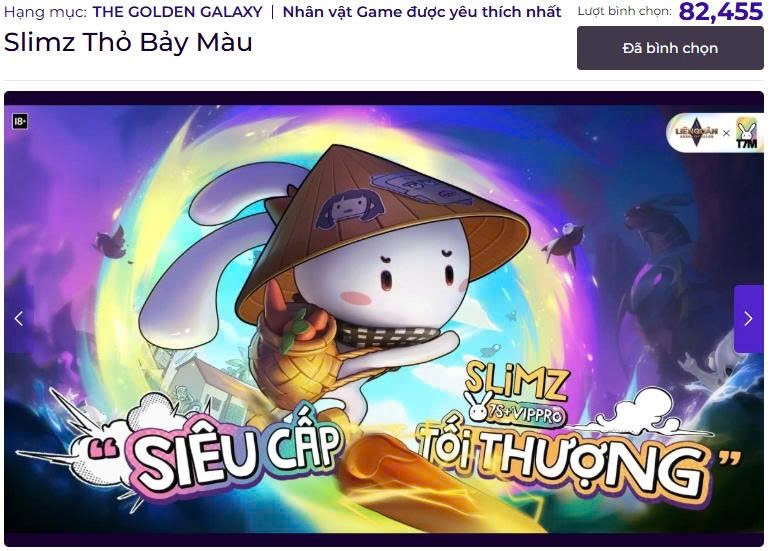 Hạng mục: THE GOLDEN GALAXY | Nhân vật Game được yêu thích nhất
Lượt bình chọn: 82,455
Slimz Thỏ Bảy Màu
Đã bình chọn
18+
LIÊN QUÂN × T7M
SLIMZ
7S+VIPPRO
“ SIÊU CẤP TỐI THƯỢNG ”